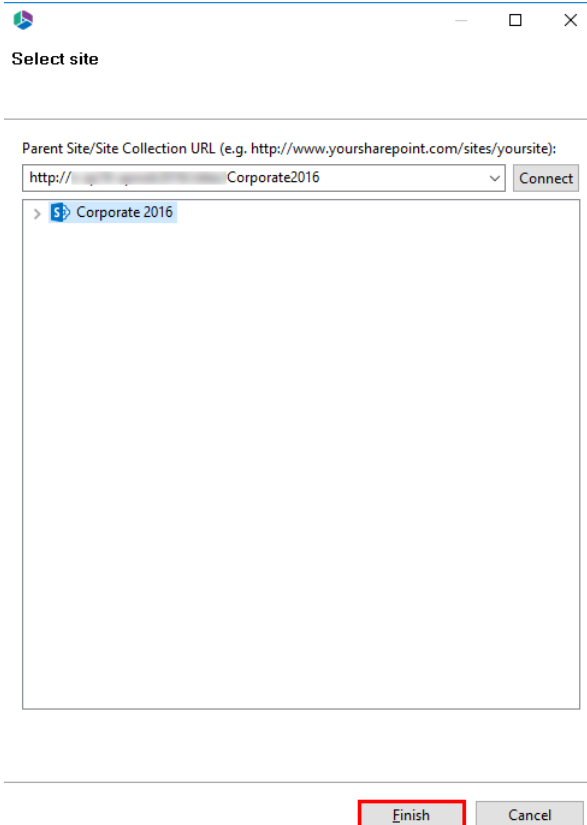 Select site
Parent Site/Site Collection URL (e.g. http://www.yoursharepoint.com/sites/yoursite):
http:// Corporate2016
Connect
Corporate 2016
Finish
Cancel